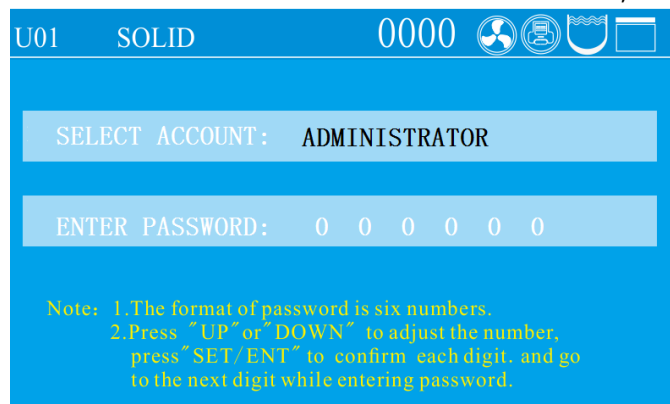 U01 SOLID 0000
SELECT ACCOUNT: ADMINISTRATOR
ENTER PASSWORD: 0 0 0 0 0 0
Note: 1.The format of password is six numbers.
2.Press ″UP″or″DOWN″ to adjust the number,
press″SET/ENT″ to confirm each digit. and go
to the next digit while entering password.